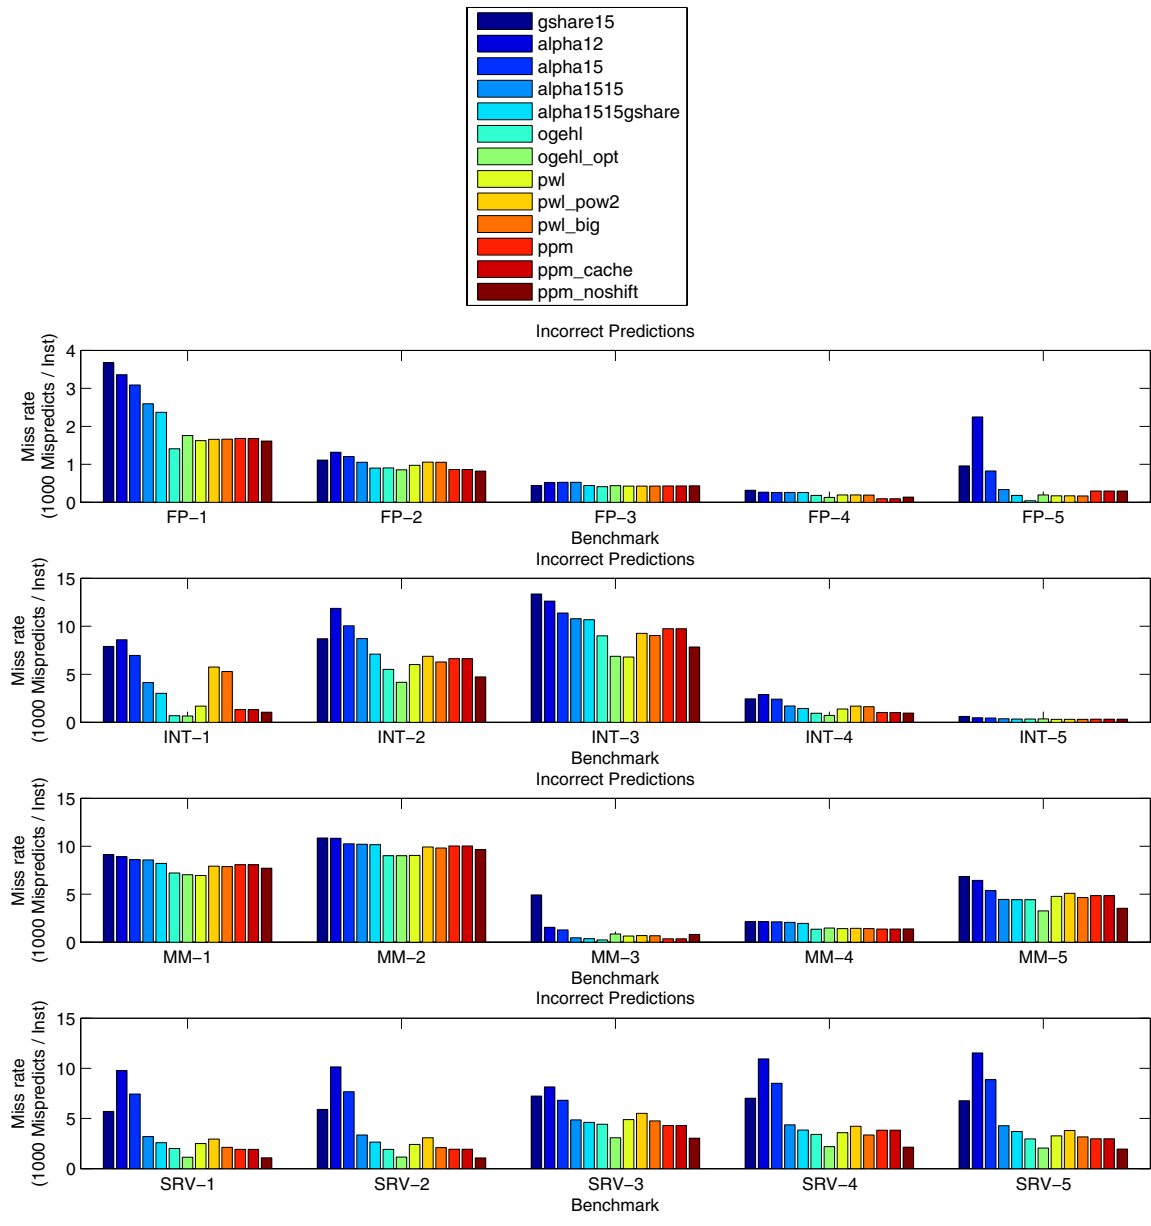 gshare15
alpha12
alpha15
alpha1515
alpha1515gshare
ogehl
ogehl_opt
pwl
pwl_pow2
pwl_big
ppm
ppm_cache
ppm_noshift
Incorrect Predictions
Miss rate
(1000 Mispredicts / Inst)
4
3
2
1
0
FP−1 FP−2 FP−3 FP−4 FP−5
Benchmark
Incorrect Predictions
Miss rate
(1000 Mispredicts / Inst)
15
10
5
0
INT−1 INT−2 INT−3 INT−4 INT−5
Benchmark
Incorrect Predictions
Miss rate
(1000 Mispredicts / Inst)
15
10
5
0
MM−1 MM−2 MM−3 MM−4 MM−5
Benchmark
Incorrect Predictions
Miss rate
(1000 Mispredicts / Inst)
15
10
5
0
SRV−1 SRV−2 SRV−3 SRV−4 SRV−5
Benchmark